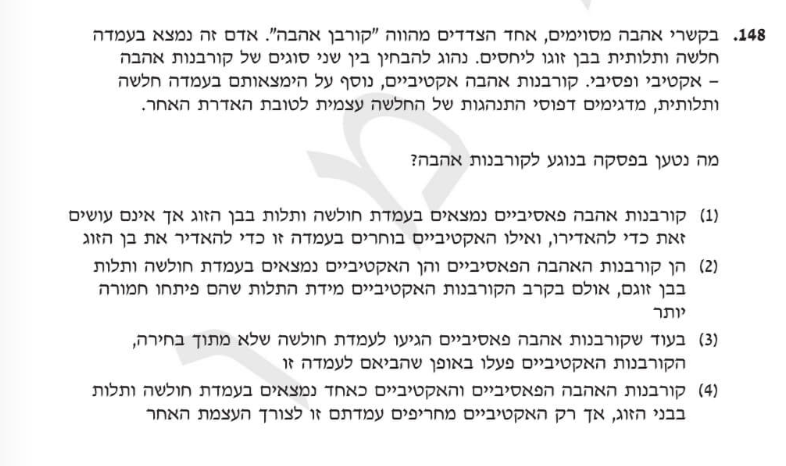 148. בקשרי אהבה מסוימים, אחד הצדדים מהווה "קורבן אהבה". אדם זה נמצא בעמדה
חלשה ותלותית בבן זוגו ליחסים. נהוג להבחין בין שני סוגים של קורבנות אהבה
– אקטיבי ופסיבי. קורבנות אהבה אקטיביים, נוסף על הימצאותם בעמדה חלשה
ותלותית, מדגימים דפוסי התנהגות של החלשה עצמית לטובת האדרת האחר.
מה נטען בפסקה בנוגע לקורבנות אהבה?
(1) קורבנות אהבה פאסיביים נמצאים בעמדת חולשה ותלות בבן הזוג אך אינם עושים
זאת כדי להאדירו, ואילו האקטיביים בוחרים בעמדה זו כדי להאדיר את בן הזוג
(2) הן קורבנות האהבה הפאסיביים והן האקטיביים נמצאים בעמדת חולשה ותלות
בבן זוגם, אולם בקרב הקורבנות האקטיביים מידת התלות שהם פיתחו חמורה
יותר
(3) בעוד שקורבנות אהבה פאסיביים הגיעו לעמדת חולשה שלא מתוך בחירה,
הקורבנות האקטיביים פעלו באופן שהביאם לעמדה זו
(4) קורבנות האהבה הפאסיביים והאקטיביים כאחד נמצאים בעמדת חולשה ותלות
בבני הזוג, אך רק האקטיביים מחריפים עמדתם זו לצורך העצמת האחר